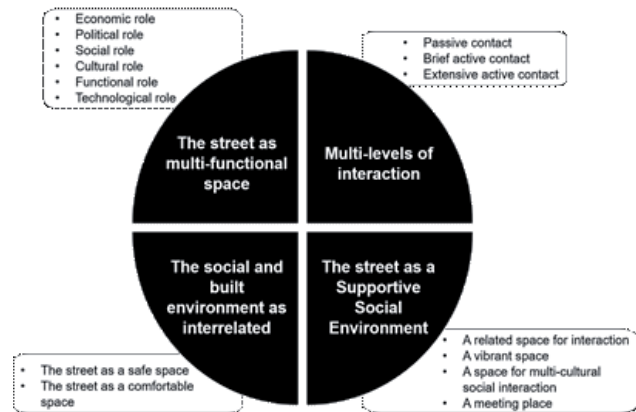 • Economic role
• Political role
• Social role
• Cultural role
• Functional role
• Technological role
• Passive contact
• Brief active contact
• Extensive active contact
The street as
multi-functional
space
Multi-levels of
interaction
The social and
built
environment as
interrelated
The street as a
Supportive
Social
Environment
• The street as a safe space
• The street as a comfortable
space
• A related space for interaction
• A vibrant space
• A space for multi-cultural
social interaction
• A meeting place